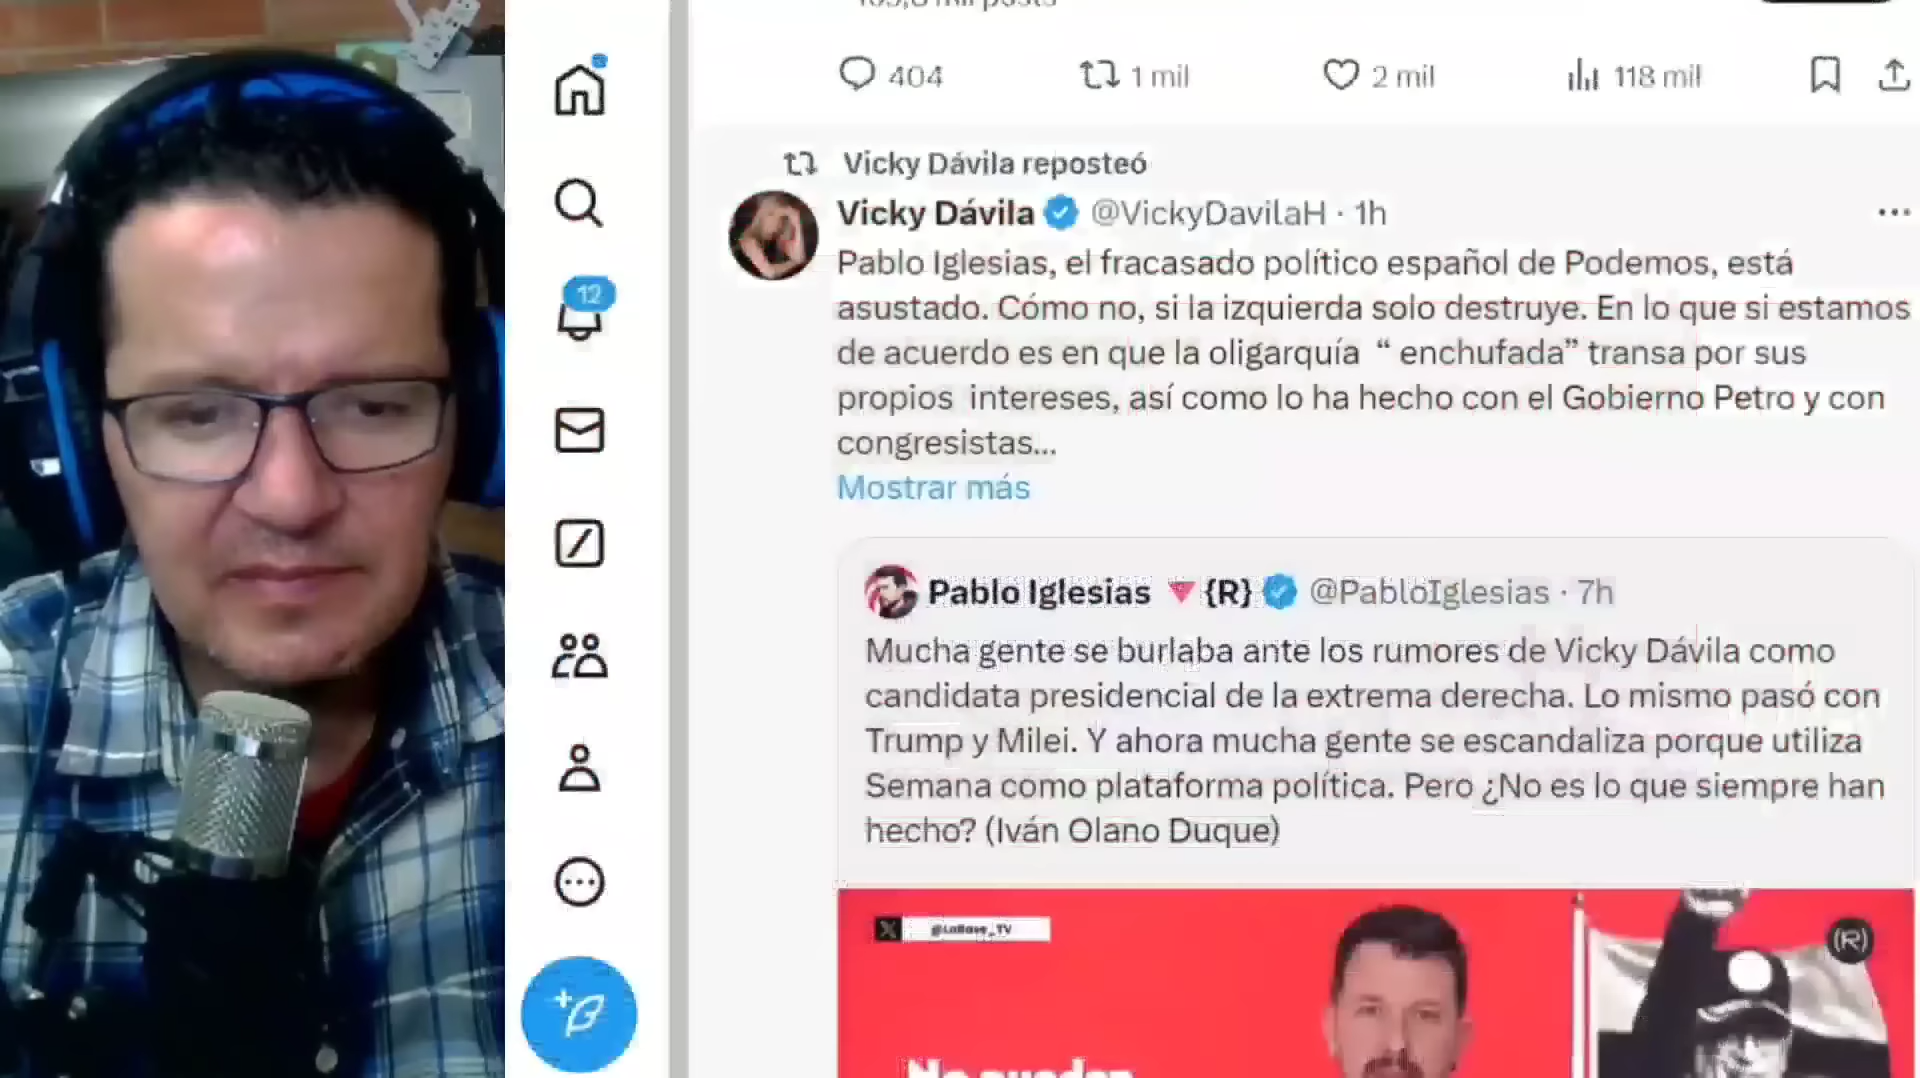 404
1 mil
2 mil
118 mil
Vicky Dávila reposteó
Vicky Dávila @VickyDavilaH · 1h
Pablo Iglesias, el fracasado político español de Podemos, está
asustado. Cómo no, si la izquierda solo destruye. En lo que si estamos
de acuerdo es en que la oligarquía “ enchufada” transa por sus
propios intereses, así como lo ha hecho con el Gobierno Petro y con
congresistas...
Mostrar más
12
Pablo Iglesias 🔻{R} @PabloIglesias · 7h
Mucha gente se burlaba ante los rumores de Vicky Dávila como
candidata presidencial de la extrema derecha. Lo mismo pasó con
Trump y Milei. Y ahora mucha gente se escandaliza porque utiliza
Semana como plataforma política. Pero ¿No es lo que siempre han
hecho? (Iván Olano Duque)
@LaBase_TV
(R)